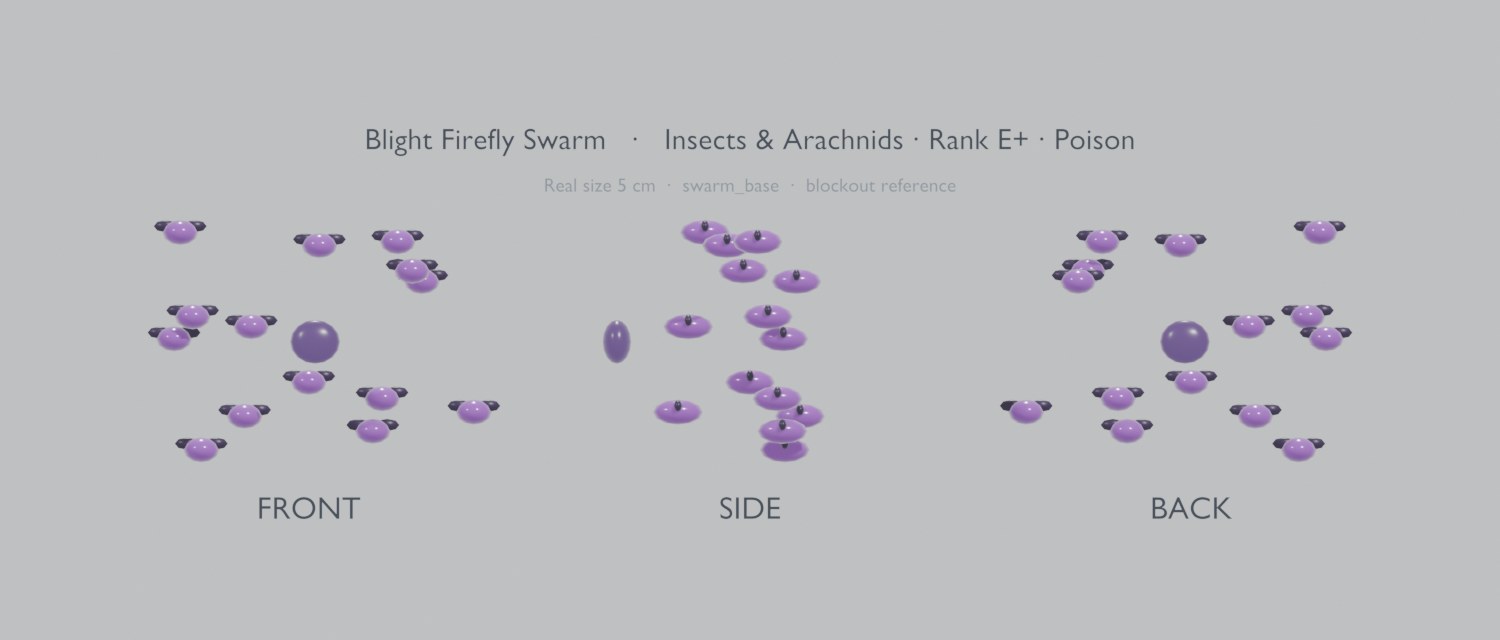 Blight Firefly Swarm · Insects & Arachnids · Rank E+ · Poison
Real size 5 cm · swarm_base · blockout reference
FRONT SIDE BACK